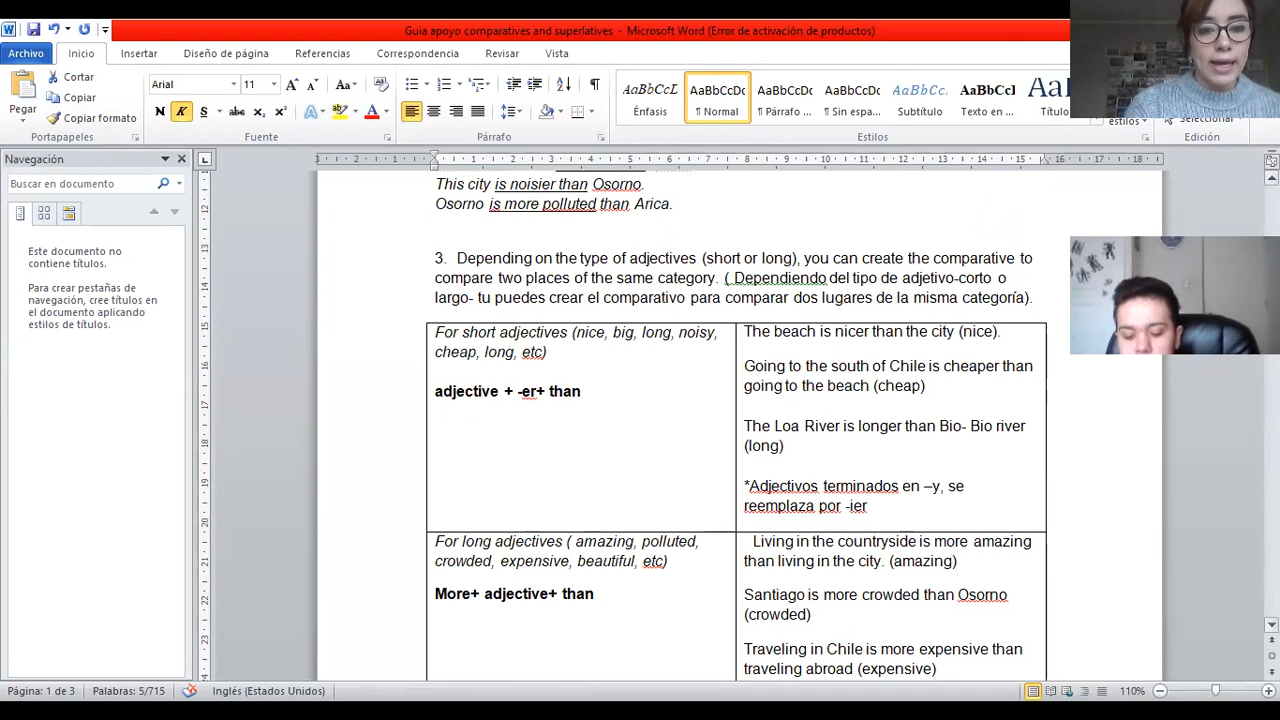 Guia apoyo comparatives and superlatives - Microsoft Word (Error de activación de productos)
Archivo Inicio Insertar Diseño de página Referencias Correspondencia Revisar Vista
Pegar
Cortar
Copiar
Copiar formato
Arial 11
Portapapeles Fuente Párrafo Estilos Edición
AaBbCcL AaBbCcDc AaBbCcDc AaBbCcDc AaBbCc. AaBbCcl
Énfasis ¶ Normal ¶ Párrafo ... ¶ Sin espa... Subtítulo Texto en ... Título
estilos
Seleccionar
Navegación
Buscar en documento
Este documento no
contiene títulos.
Para crear pestañas de
navegación, cree títulos en
el documento aplicando
estilos de títulos.
This city is noisier than Osorno.
Osorno is more polluted than Arica.
3. Depending on the type of adjectives (short or long), you can create the comparative to
compare two places of the same category. ( Dependiendo del tipo de adjetivo-corto o
largo- tu puedes crear el comparativo para comparar dos lugares de la misma categoría).
For short adjectives (nice, big, long, noisy,
cheap, long, etc)
adjective + -er+ than
The beach is nicer than the city (nice).
Going to the south of Chile is cheaper than
going to the beach (cheap)
The Loa River is longer than Bio- Bio river
(long)
*Adjectivos terminados en –y, se
reemplaza por -ier
For long adjectives ( amazing, polluted,
crowded, expensive, beautiful, etc)
More+ adjective+ than
Living in the countryside is more amazing
than living in the city. (amazing)
Santiago is more crowded than Osorno
(crowded)
Traveling in Chile is more expensive than
traveling abroad (expensive)
Página: 1 de 3 Palabras: 5/715 Inglés (Estados Unidos) 110%